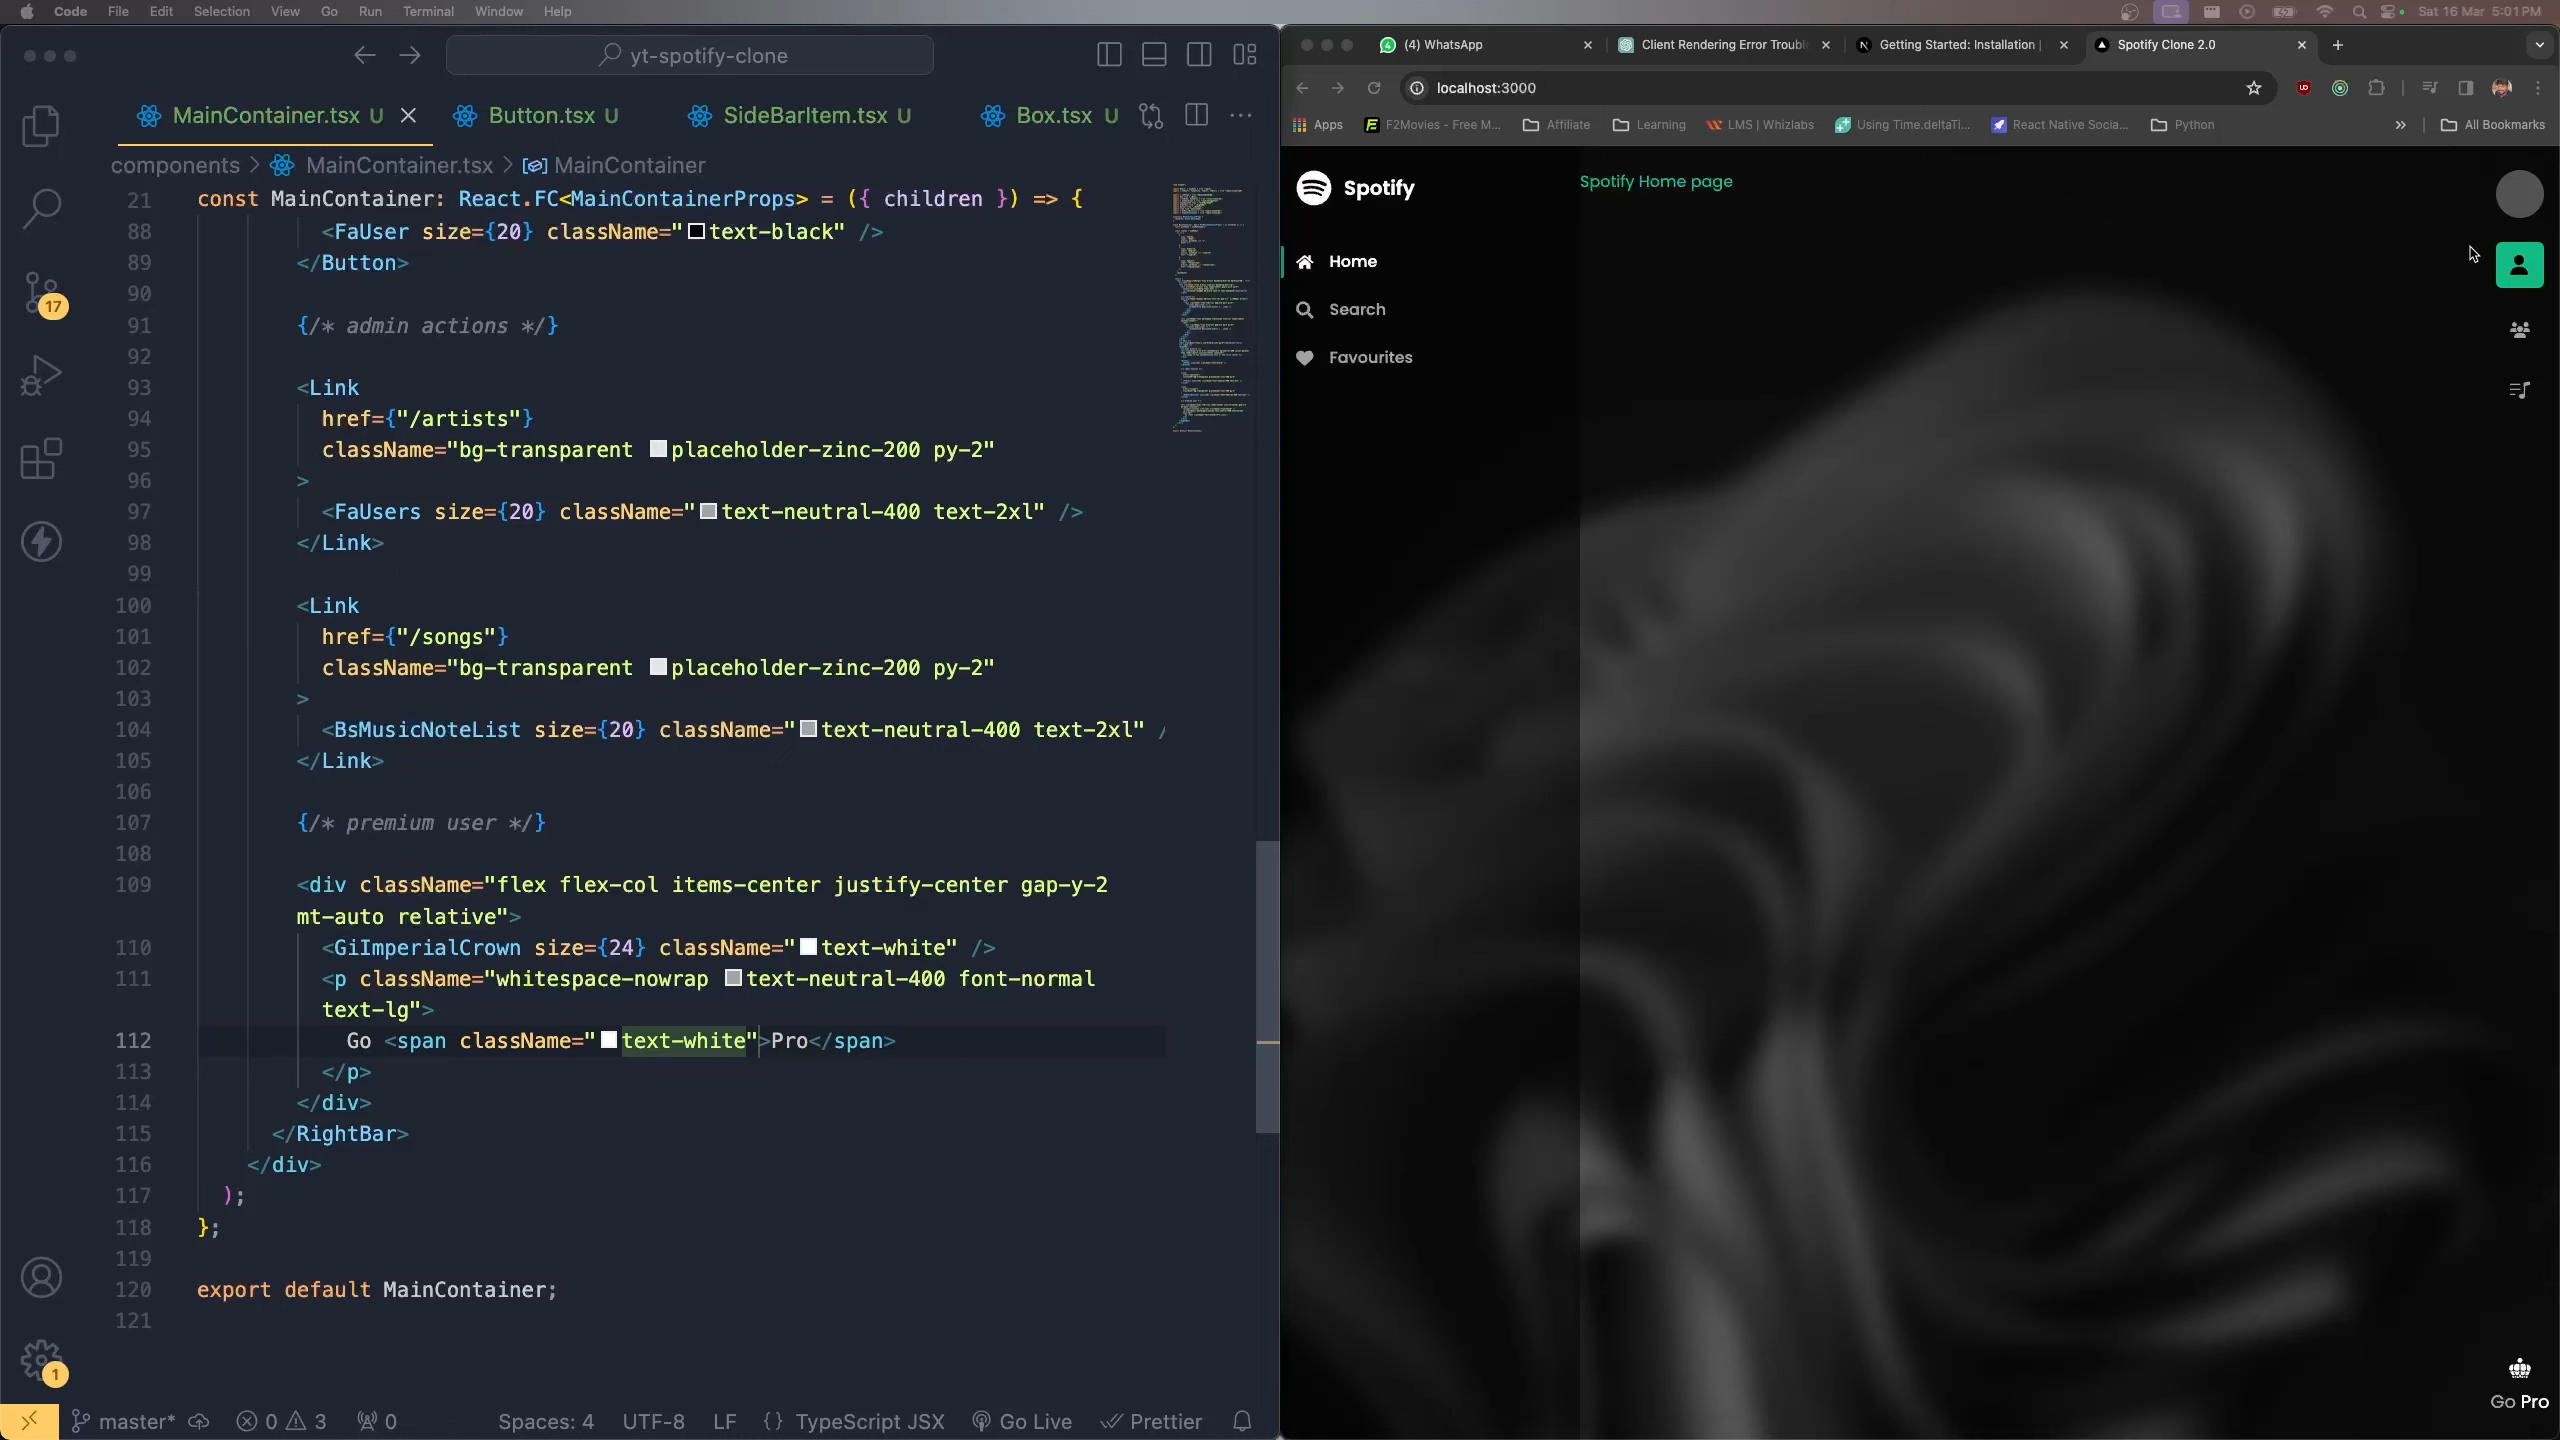 Code File Edit Selection View Go Run Terminal Window Help
Sat 16 Mar 5:01 PM
yt-spotify-clone
MainContainer.tsx U
Button.tsx U
SideBarItem.tsx U
Box.tsx U
components > MainContainer.tsx > MainContainer
21 const MainContainer: React.FC<MainContainerProps> = ({ children }) => {
88 <FaUser size={20} className="text-black" />
89 </Button>
90
91 {/* admin actions */}
92
93 <Link
94 href={"/artists"}
95 className="bg-transparent placeholder-zinc-200 py-2"
96 >
97 <FaUsers size={20} className="text-neutral-400 text-2xl" />
98 </Link>
99
100 <Link
101 href={"/songs"}
102 className="bg-transparent placeholder-zinc-200 py-2"
103 >
104 <BsMusicNoteList size={20} className="text-neutral-400 text-2xl" /
105 </Link>
106
107 {/* premium user */}
108
109 <div className="flex flex-col items-center justify-center gap-y-2
mt-auto relative">
110 <GiImperialCrown size={24} className="text-white" />
111 <p className="whitespace-nowrap text-neutral-400 font-normal
text-lg">
112 Go <span className="text-white">Pro</span>
113 </p>
114 </div>
115 </RightBar>
116 </div>
117 );
118 };
119
120 export default MainContainer;
121
17
1
master* 0 3 0 Spaces: 4 UTF-8 LF {} TypeScript JSX Go Live Prettier
(4) WhatsApp
Client Rendering Error Troubl
Getting Started: Installation |
Spotify Clone 2.0
localhost:3000
Apps F2Movies - Free M... Affiliate Learning LMS | Whizlabs Using Time.deltaTi... React Native Socia... Python » All Bookmarks
Spotify
Spotify Home page
Home
Search
Favourites
Go Pro